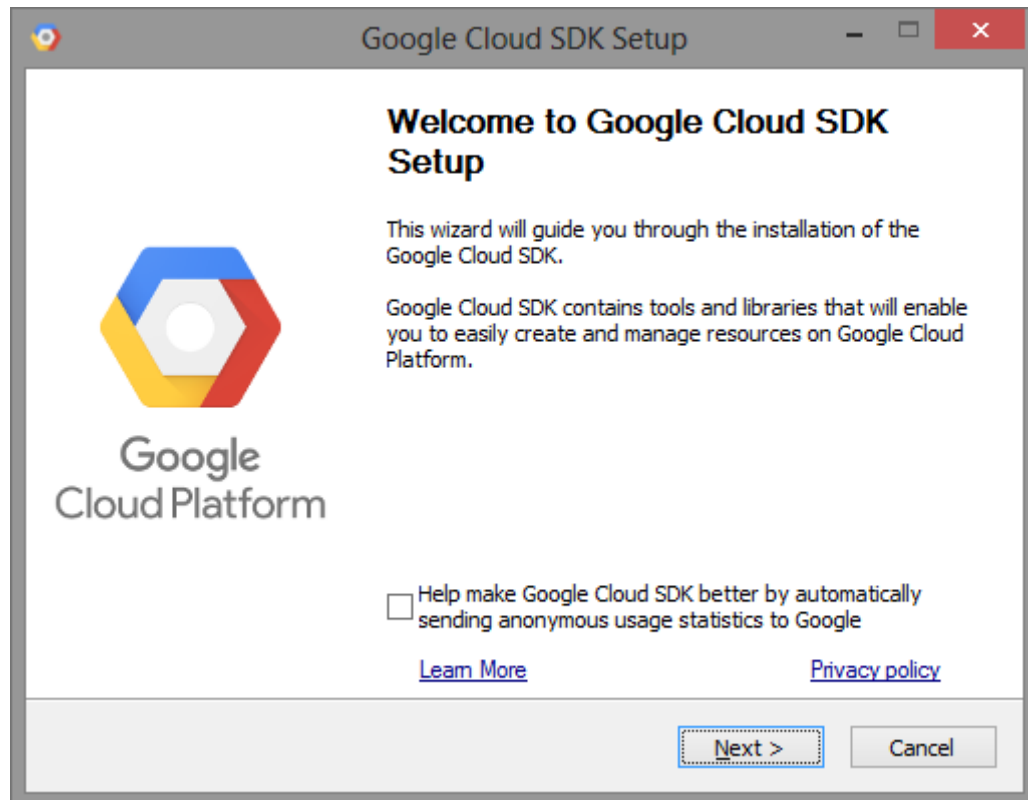 Google Cloud SDK Setup
Welcome to Google Cloud SDK
Setup
This wizard will guide you through the installation of the
Google Cloud SDK.
Google Cloud SDK contains tools and libraries that will enable
you to easily create and manage resources on Google Cloud
Platform.
Google
Cloud Platform
Help make Google Cloud SDK better by automatically
sending anonymous usage statistics to Google
Learn More
Privacy policy
Next >
Cancel